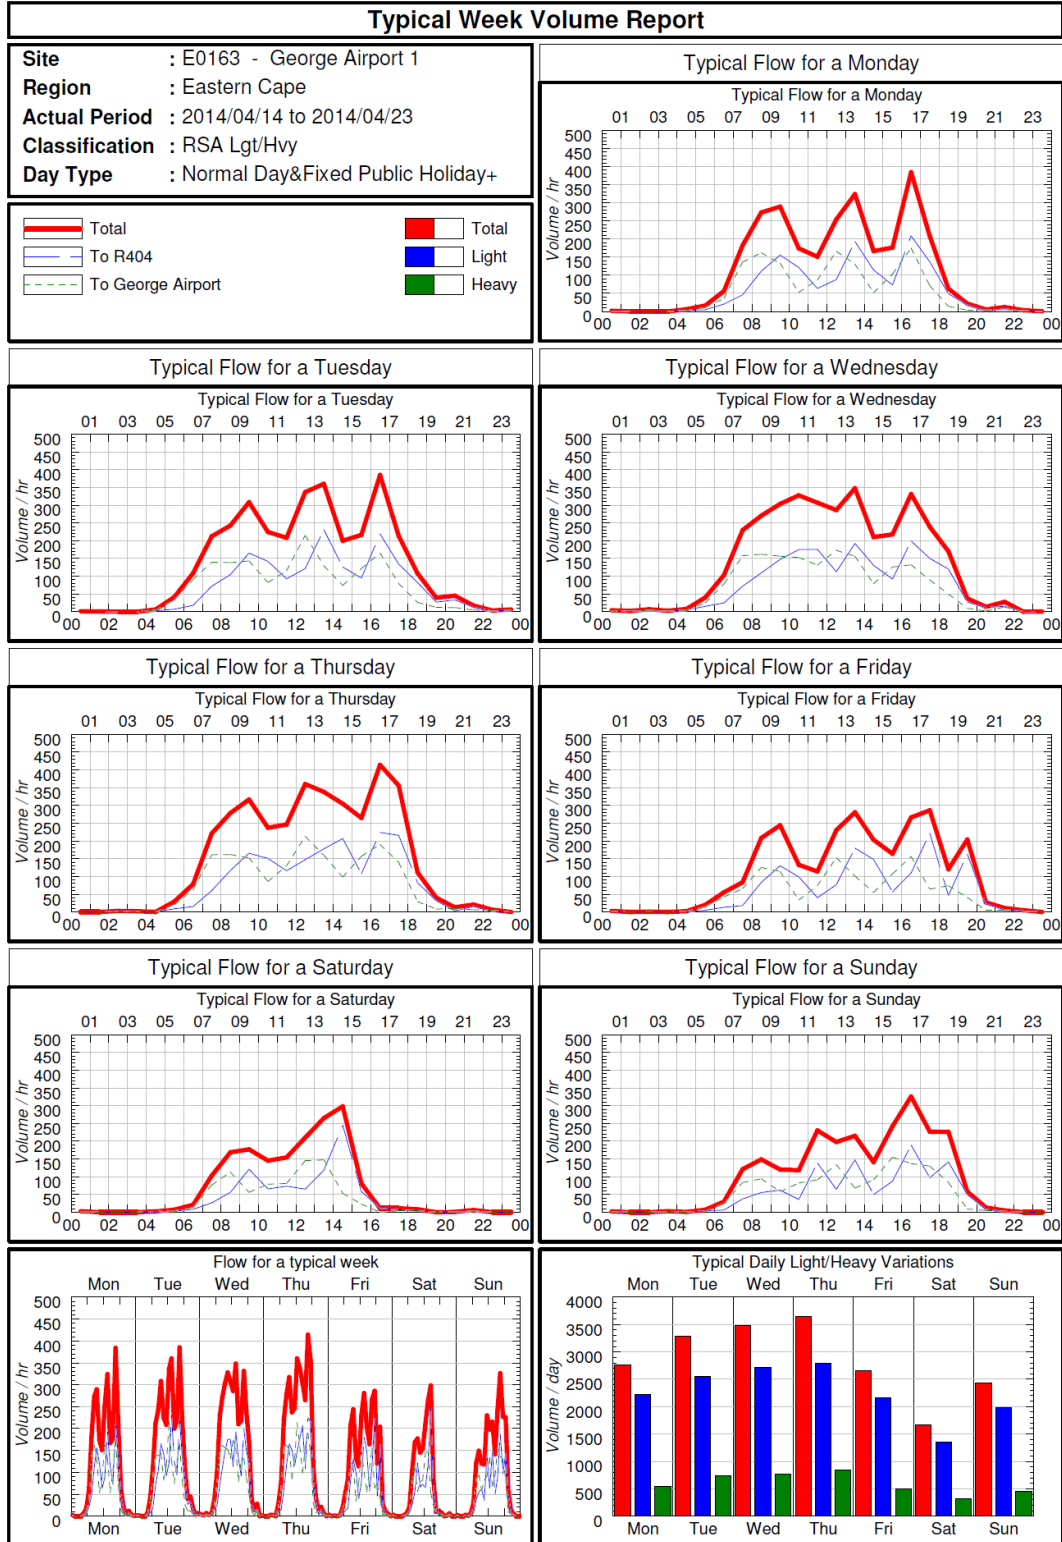 Typical Week Volume Report
Site : E0163 - George Airport 1
Region : Eastern Cape
Actual Period : 2014/04/14 to 2014/04/23
Classification : RSA Lgt/Hvy
Day Type : Normal Day&Fixed Public Holiday+
Total
To R404
To George Airport
Total
Light
Heavy
Typical Flow for a Monday
Typical Flow for a Monday
01 03 05 07 09 11 13 15 17 19 21 23
500
450
400
350
300
250
200
150
100
50
0
Volume / hr
00 02 04 06 08 10 12 14 16 18 20 22 00
Typical Flow for a Tuesday
Typical Flow for a Tuesday
01 03 05 07 09 11 13 15 17 19 21 23
500
450
400
350
300
250
200
150
100
50
0
Volume / hr
00 02 04 06 08 10 12 14 16 18 20 22 00
Typical Flow for a Wednesday
Typical Flow for a Wednesday
01 03 05 07 09 11 13 15 17 19 21 23
500
450
400
350
300
250
200
150
100
50
0
Volume / hr
00 02 04 06 08 10 12 14 16 18 20 22 00
Typical Flow for a Thursday
Typical Flow for a Thursday
01 03 05 07 09 11 13 15 17 19 21 23
500
450
400
350
300
250
200
150
100
50
0
Volume / hr
00 02 04 06 08 10 12 14 16 18 20 22 00
Typical Flow for a Friday
Typical Flow for a Friday
01 03 05 07 09 11 13 15 17 19 21 23
500
450
400
350
300
250
200
150
100
50
0
Volume / hr
00 02 04 06 08 10 12 14 16 18 20 22 00
Typical Flow for a Saturday
Typical Flow for a Saturday
01 03 05 07 09 11 13 15 17 19 21 23
500
450
400
350
300
250
200
150
100
50
0
Volume / hr
00 02 04 06 08 10 12 14 16 18 20 22 00
Typical Flow for a Sunday
Typical Flow for a Sunday
01 03 05 07 09 11 13 15 17 19 21 23
500
450
400
350
300
250
200
150
100
50
0
Volume / hr
00 02 04 06 08 10 12 14 16 18 20 22 00
Flow for a typical week
Mon Tue Wed Thu Fri Sat Sun
500
450
400
350
300
250
200
150
100
50
0
Volume / hr
Mon Tue Wed Thu Fri Sat Sun
Typical Daily Light/Heavy Variations
Mon Tue Wed Thu Fri Sat Sun
4000
3500
3000
2500
2000
1500
1000
500
0
Volume / day
Mon Tue Wed Thu Fri Sat Sun